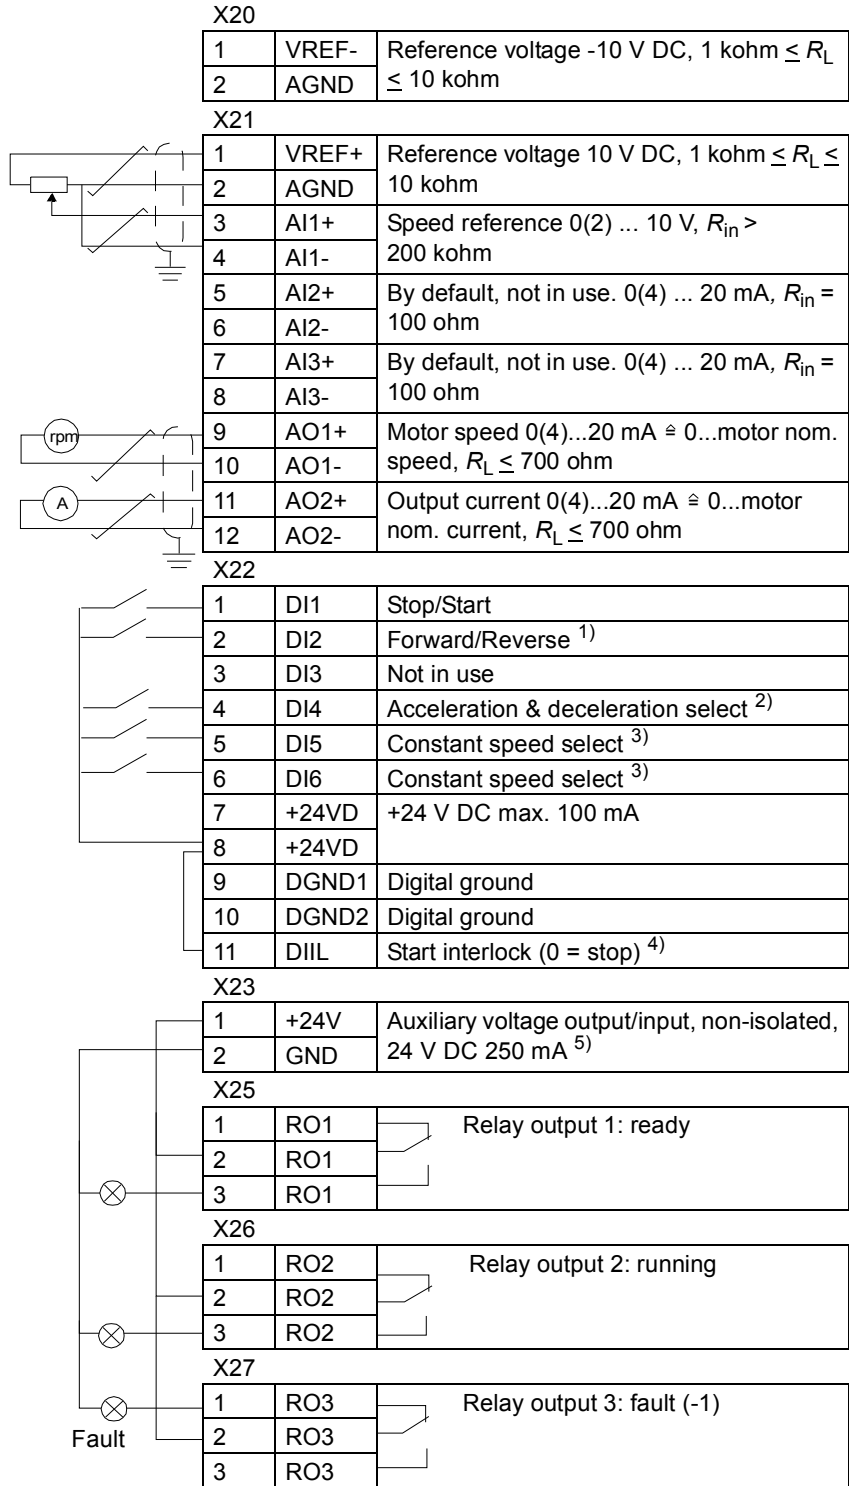 X20
1 VREF- Reference voltage -10 V DC, 1 kohm ≤ RL
2 AGND ≤ 10 kohm
X21
1 VREF+ Reference voltage 10 V DC, 1 kohm ≤ RL ≤
2 AGND 10 kohm
3 AI1+ Speed reference 0(2) ... 10 V, Rin >
4 AI1- 200 kohm
5 AI2+ By default, not in use. 0(4) ... 20 mA, Rin =
6 AI2- 100 ohm
7 AI3+ By default, not in use. 0(4) ... 20 mA, Rin =
8 AI3- 100 ohm
rpm 9 AO1+ Motor speed 0(4)...20 mA ≙ 0...motor nom.
10 AO1- speed, RL ≤ 700 ohm
A 11 AO2+ Output current 0(4)...20 mA ≙ 0...motor
12 AO2- nom. current, RL ≤ 700 ohm
X22
1 DI1 Stop/Start
2 DI2 Forward/Reverse 1)
3 DI3 Not in use
4 DI4 Acceleration & deceleration select 2)
5 DI5 Constant speed select 3)
6 DI6 Constant speed select 3)
7 +24VD +24 V DC max. 100 mA
8 +24VD
9 DGND1 Digital ground
10 DGND2 Digital ground
11 DIIL Start interlock (0 = stop) 4)
X23
1 +24V Auxiliary voltage output/input, non-isolated,
2 GND 24 V DC 250 mA 5)
X25
1 RO1 Relay output 1: ready
2 RO1
3 RO1
X26
1 RO2 Relay output 2: running
2 RO2
3 RO2
X27
1 RO3 Relay output 3: fault (-1)
Fault 2 RO3
3 RO3